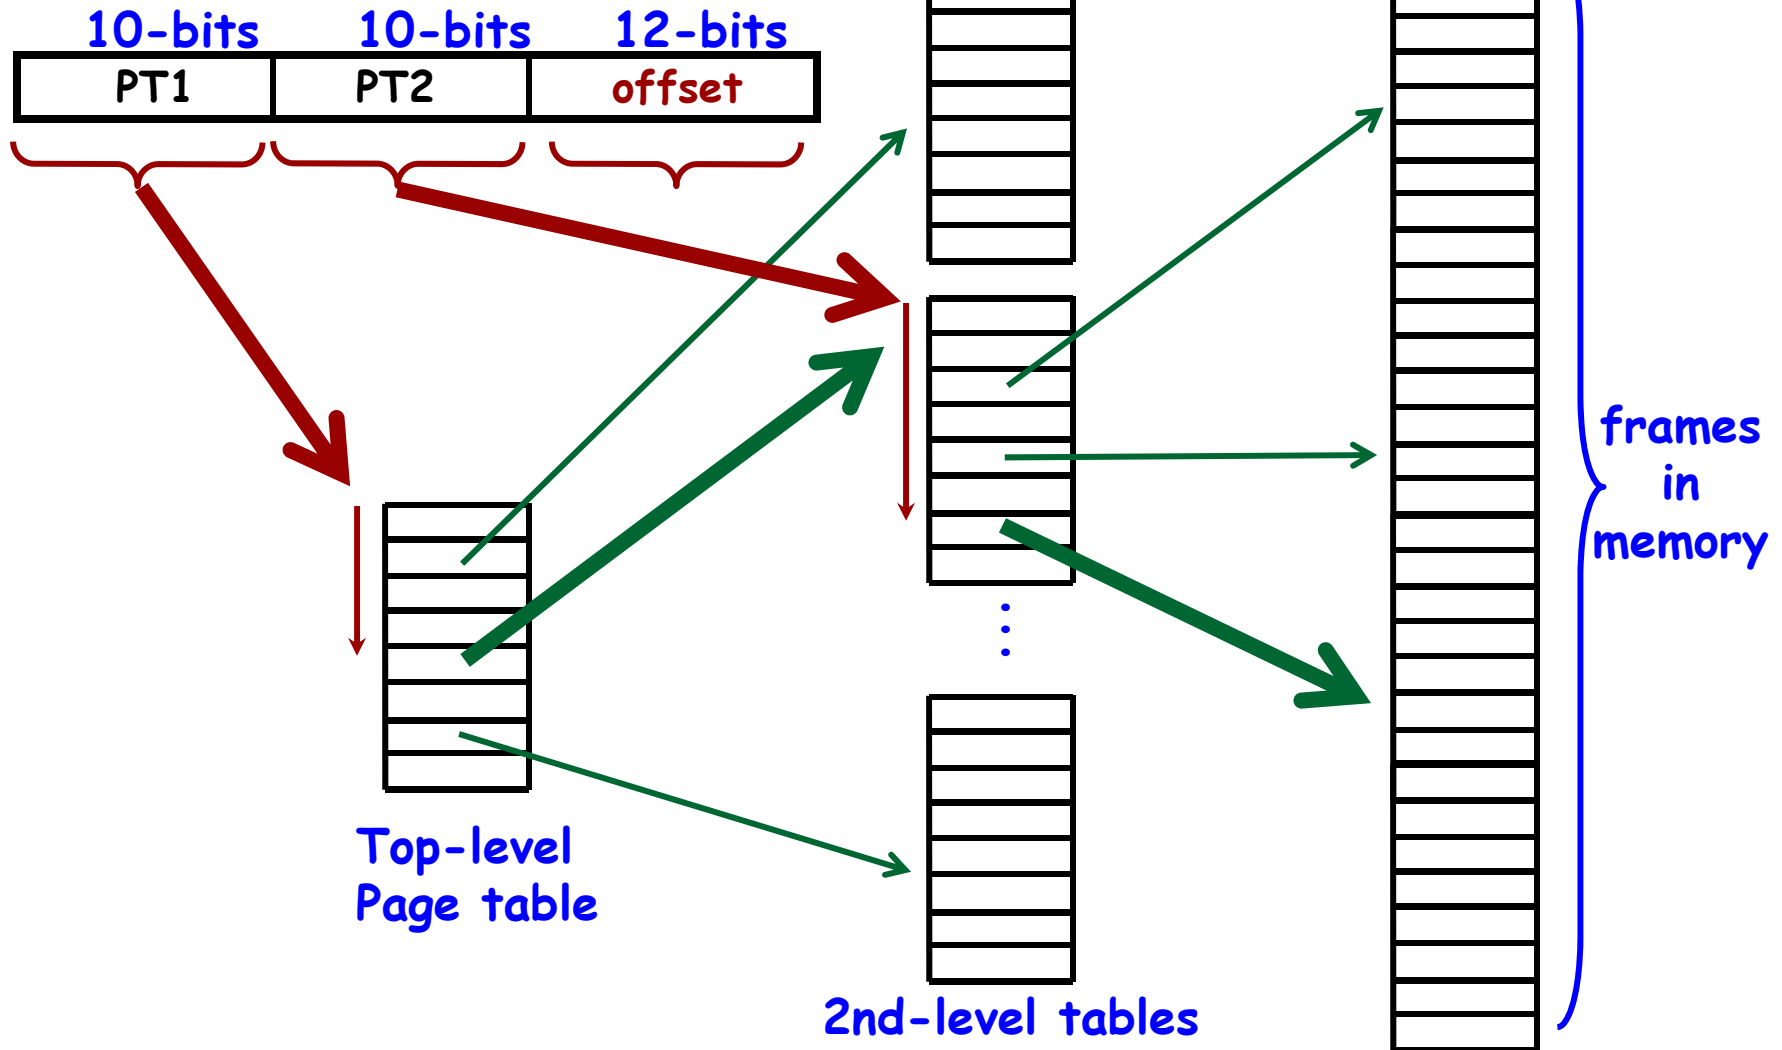 10-bits 10-bits 12-bits
PT1 PT2 offset
frames
in
memory
Top-level
Page table
2nd-level tables